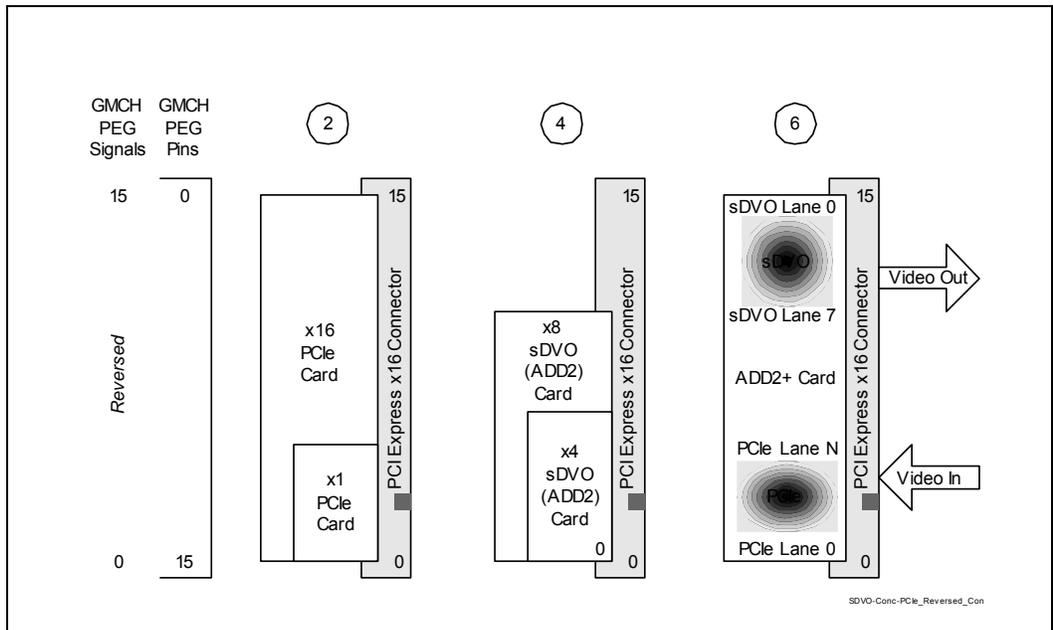 GMCH
PEG
Signals
GMCH
PEG
Pins
2
4
6
15
0
15
15
15
sDVO Lane 0
sDVO
Video Out
sDVO Lane 7
Reversed
x16
PCIe
Card
PCI Express x16 Connector
x8
sDVO
(ADD2)
Card
PCI Express x16 Connector
ADD2+ Card
PCI Express x16 Connector
x1
PCIe
Card
x4
sDVO
(ADD2)
Card
PCIe Lane N
PCIe
Video In
PCIe Lane 0
0
15
0
0
0
0
SDVO-Conc-PCIe_Reversed_Con